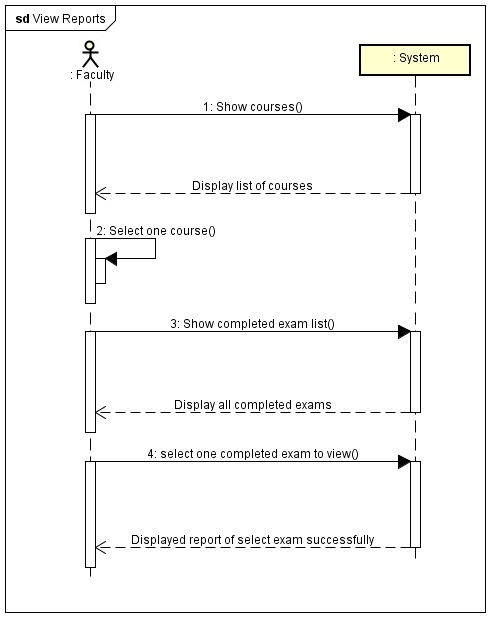 sd View Reports
: Faculty
: System
1: Show courses()
Display list of courses
2: Select one course()
3: Show completed exam list()
Display all completed exams
4: select one completed exam to view()
Displayed report of select exam successfully